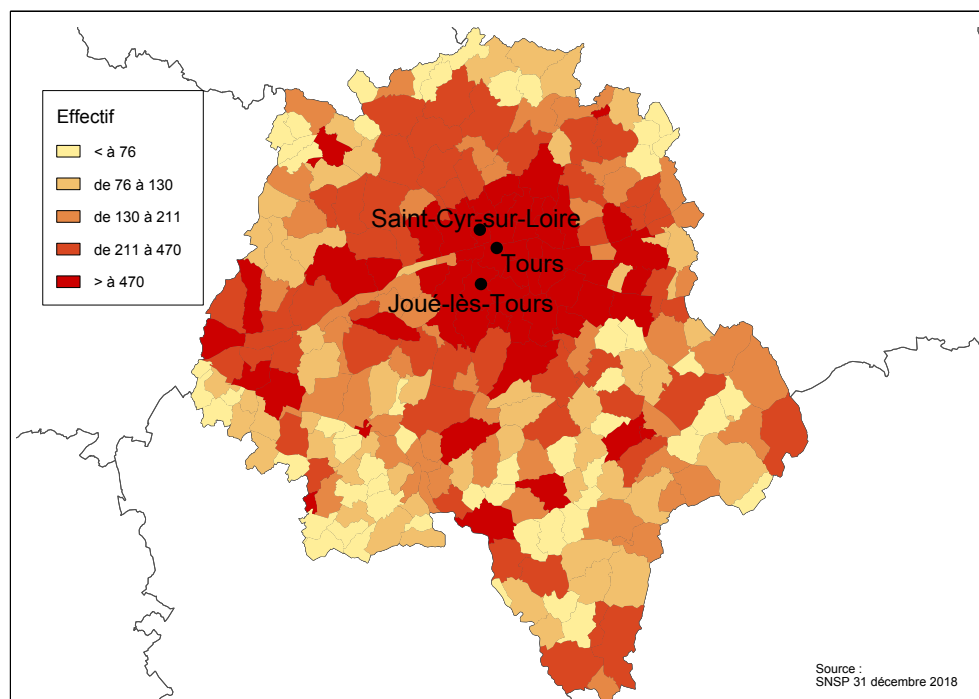 Effectif
< à 76
de 76 à 130
de 130 à 211
de 211 à 470
> à 470
Saint-Cyr-sur-Loire
Tours
Joué-lès-Tours
Source :
SNSP 31 décembre 2018